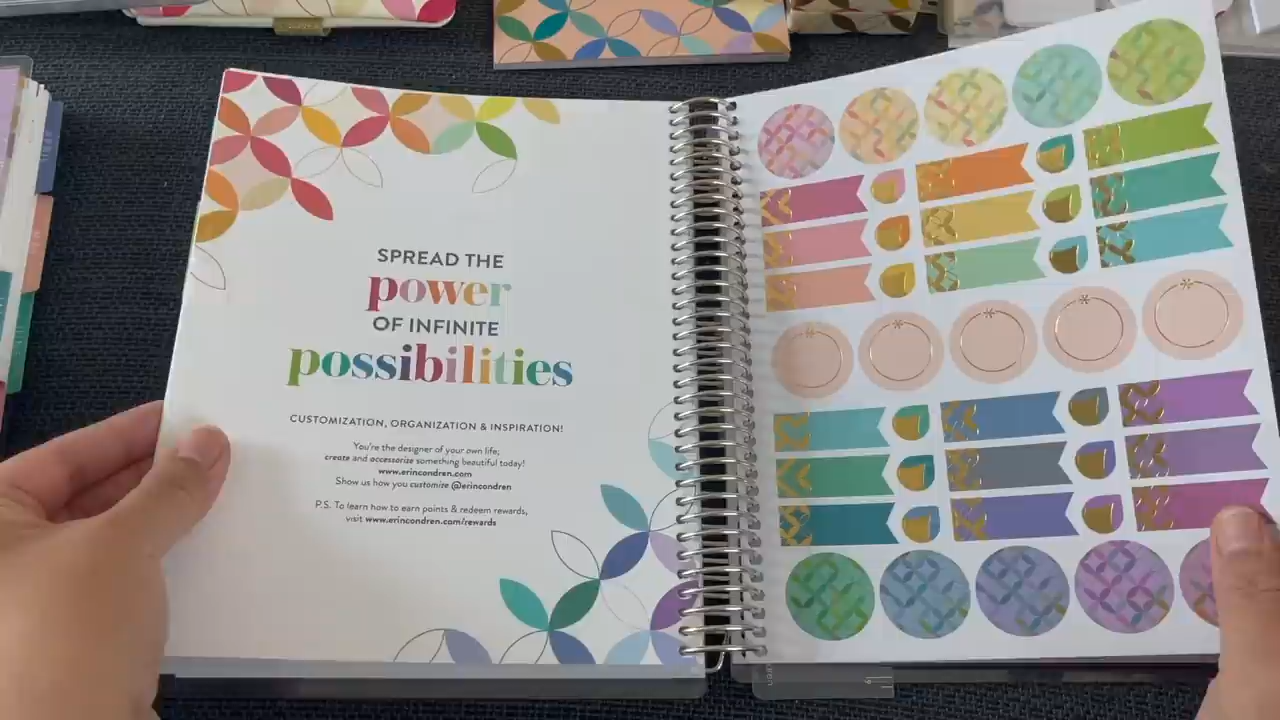 SPREAD THE
power
OF INFINITE
possibilities
CUSTOMIZATION, ORGANIZATION & INSPIRATION!
You're the designer of your own life;
create and accessorize something beautiful today!
www.erincondren.com
Show us how you customize @erincondren
P.S. To learn how to earn points & redeem rewards,
visit www.erincondren.com/rewards